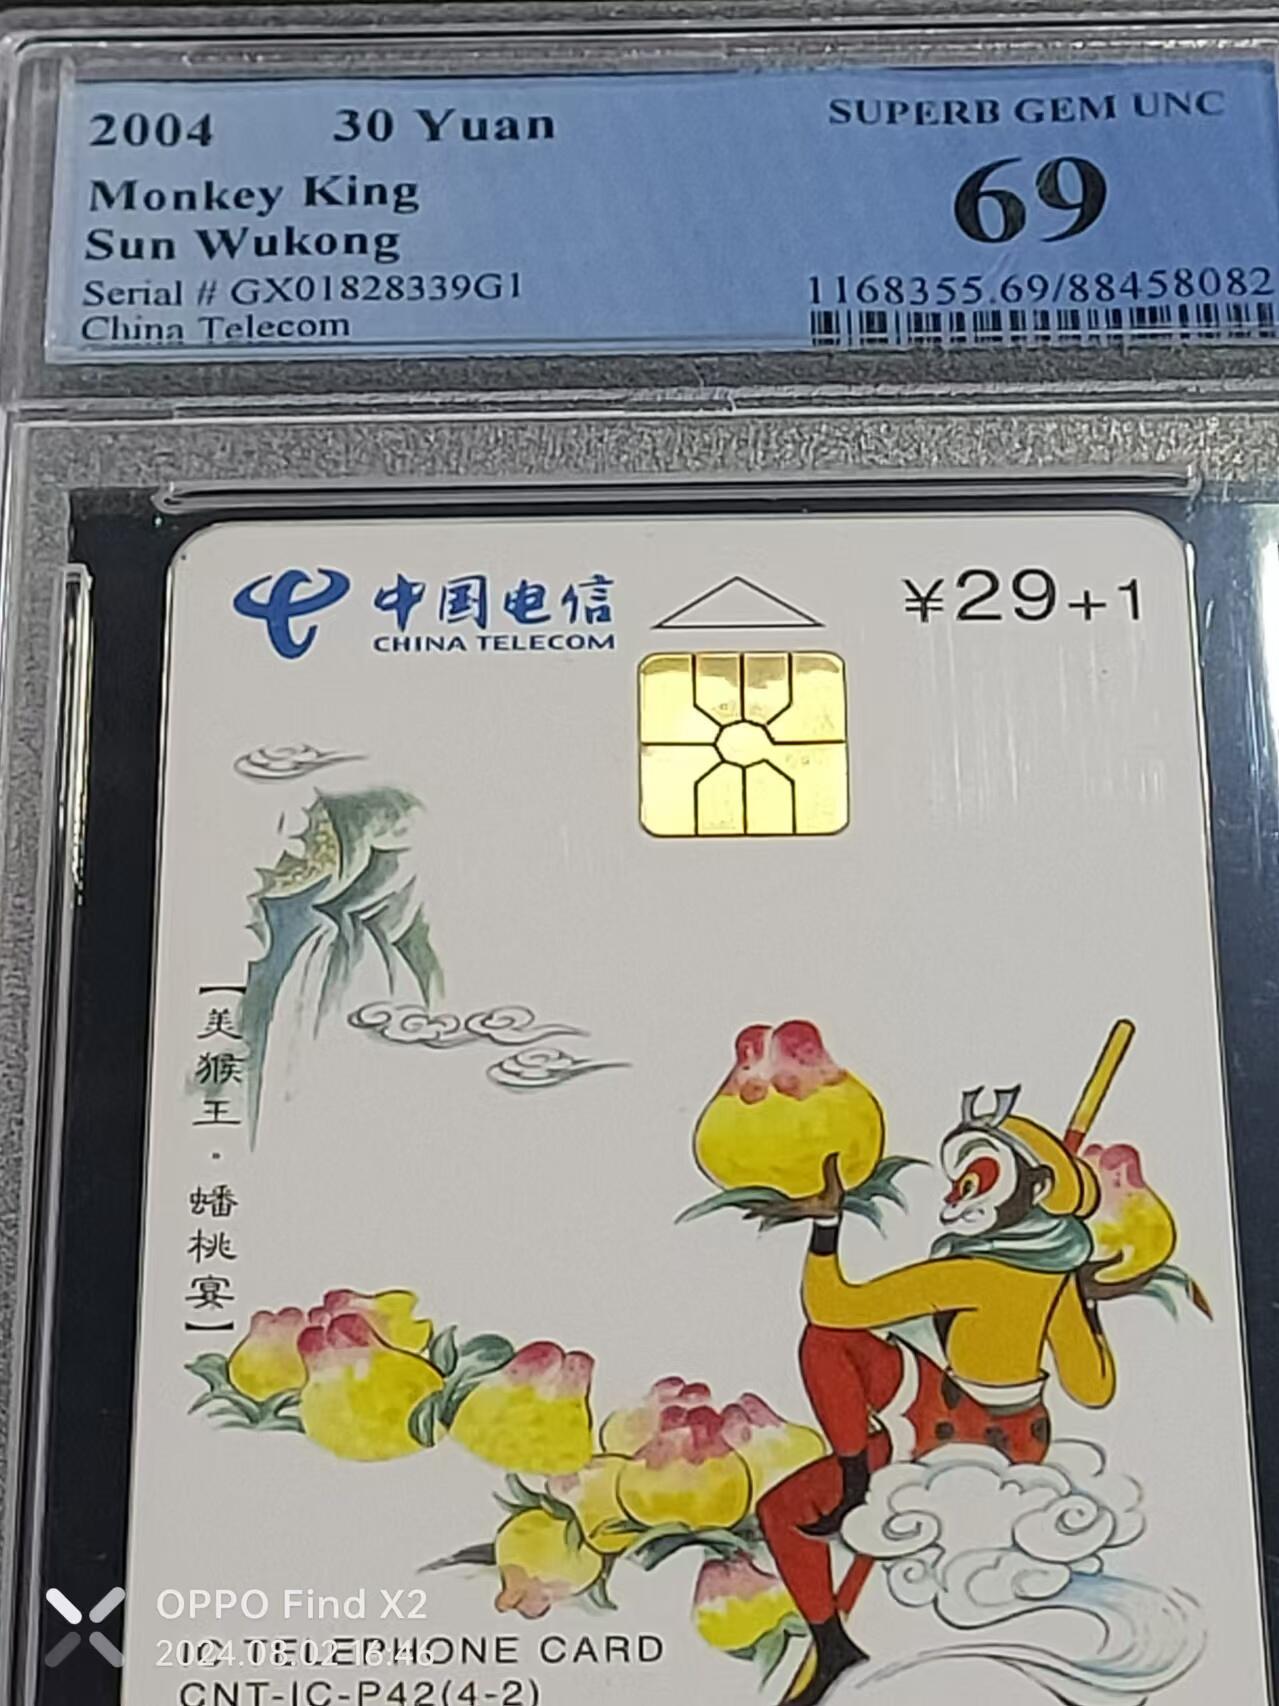 2004 30 Yuan
Monkey King
Sun Wukong
Serial # GX01828339G1
China Telecom
SUPERB GEM UNC
69
1168355.69/88458082
中国电信
CHINA TELECOM
¥29+1
【美猴王·蟠桃宴】
IC TELEPHONE CARD
CNT-IC-P42(4-2)
OPPO Find X2
2024.08.02 16:46